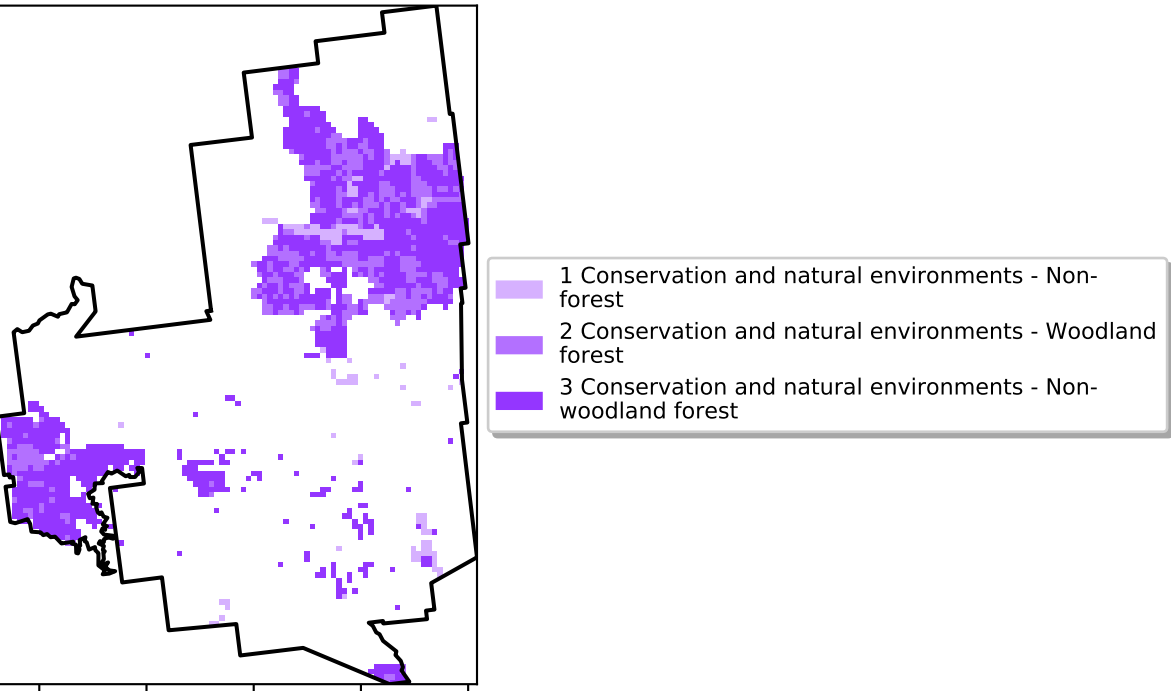 1 Conservation and natural environments - Non-
forest
2 Conservation and natural environments - Woodland
forest
3 Conservation and natural environments - Non-
woodland forest